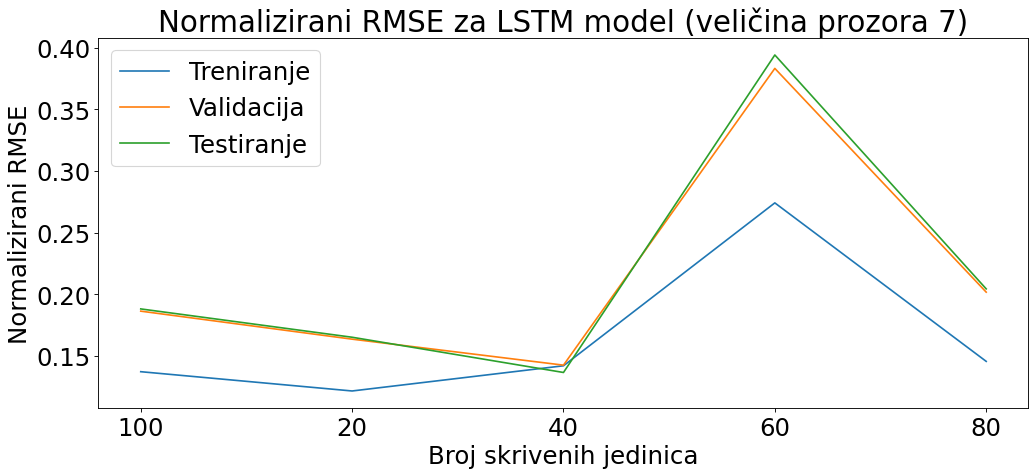 Normalizirani RMSE za LSTM model (veličina prozora 7)
Normalizirani RMSE
0.40
0.35
0.30
0.25
0.20
0.15
Treniranje
Validacija
Testiranje
100 20 40 60 80
Broj skrivenih jedinica